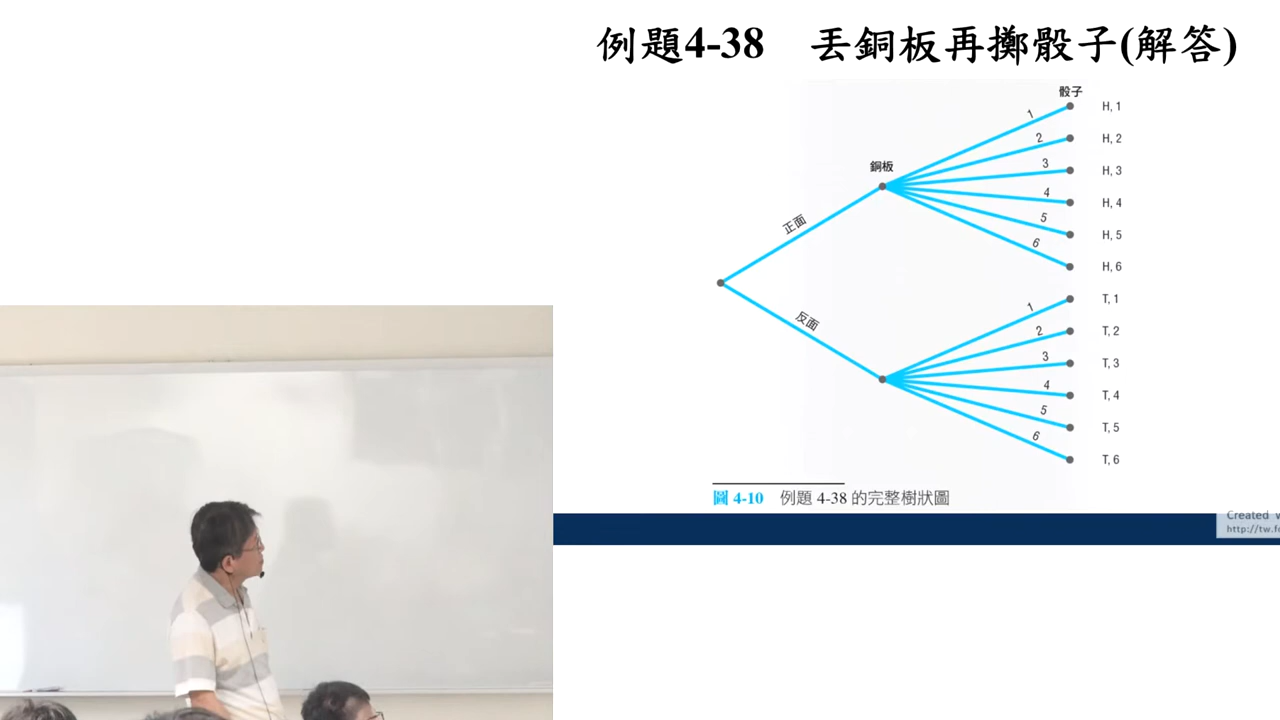 例題4-38 丟銅板再擲骰子(解答)
骰子
銅板
正面
反面
1
2
3
4
5
6
1
2
3
4
5
6
H, 1
H, 2
H, 3
H, 4
H, 5
H, 6
T, 1
T, 2
T, 3
T, 4
T, 5
T, 6
圖 4-10 例題 4-38 的完整樹狀圖
Created
http://tw.f